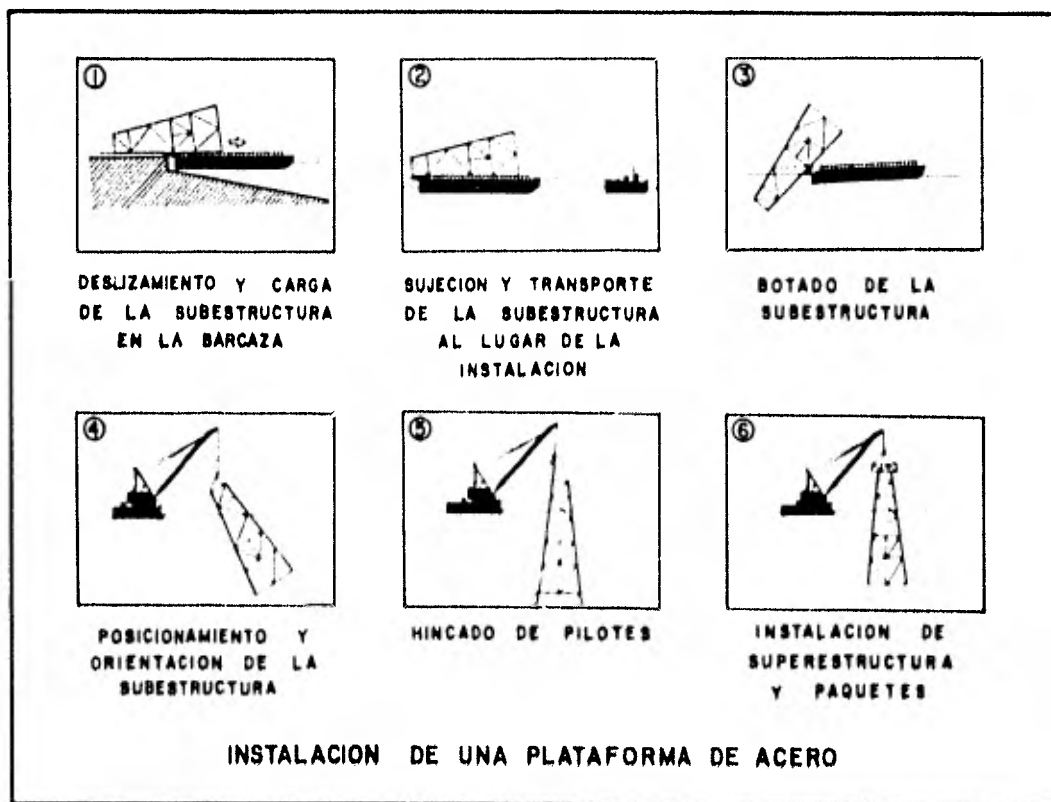 ①
DESLIZAMIENTO Y CARGA
DE LA SUBESTRUCTURA
EN LA BARCAZA
②
SUJECION Y TRANSPORTE
DE LA SUBESTRUCTURA
AL LUGAR DE LA
INSTALACION
③
BOTADO DE LA
SUBESTRUCTURA
④
POSICIONAMIENTO Y
ORIENTACION DE LA
SUBESTRUCTURA
⑤
HINCADO DE PILOTES
⑥
INSTALACION DE
SUPERESTRUCTURA
Y PAQUETES
INSTALACION DE UNA PLATAFORMA DE ACERO